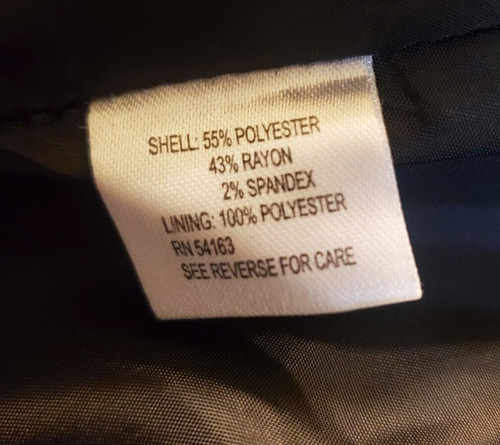 SHELL: 55% POLYESTER
43% RAYON
2% SPANDEX
LINING: 100% POLYESTER
RN 54163
SEE REVERSE FOR CARE